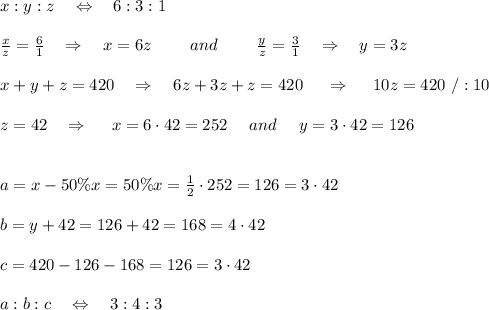 x : y : z ⇔ 6 : 3 : 1
x/z = 6/1 ⇒ x = 6z and y/z = 3/1 ⇒ y = 3z
x + y + z = 420 ⇒ 6z + 3z + z = 420 ⇒ 10z = 420 / : 10
z = 42 ⇒ x = 6 · 42 = 252 and y = 3 · 42 = 126
a = x − 50%x = 50%x = 1/2 · 252 = 126 = 3 · 42
b = y + 42 = 126 + 42 = 168 = 4 · 42
c = 420 − 126 − 168 = 126 = 3 · 42
a : b : c ⇔ 3 : 4 : 3